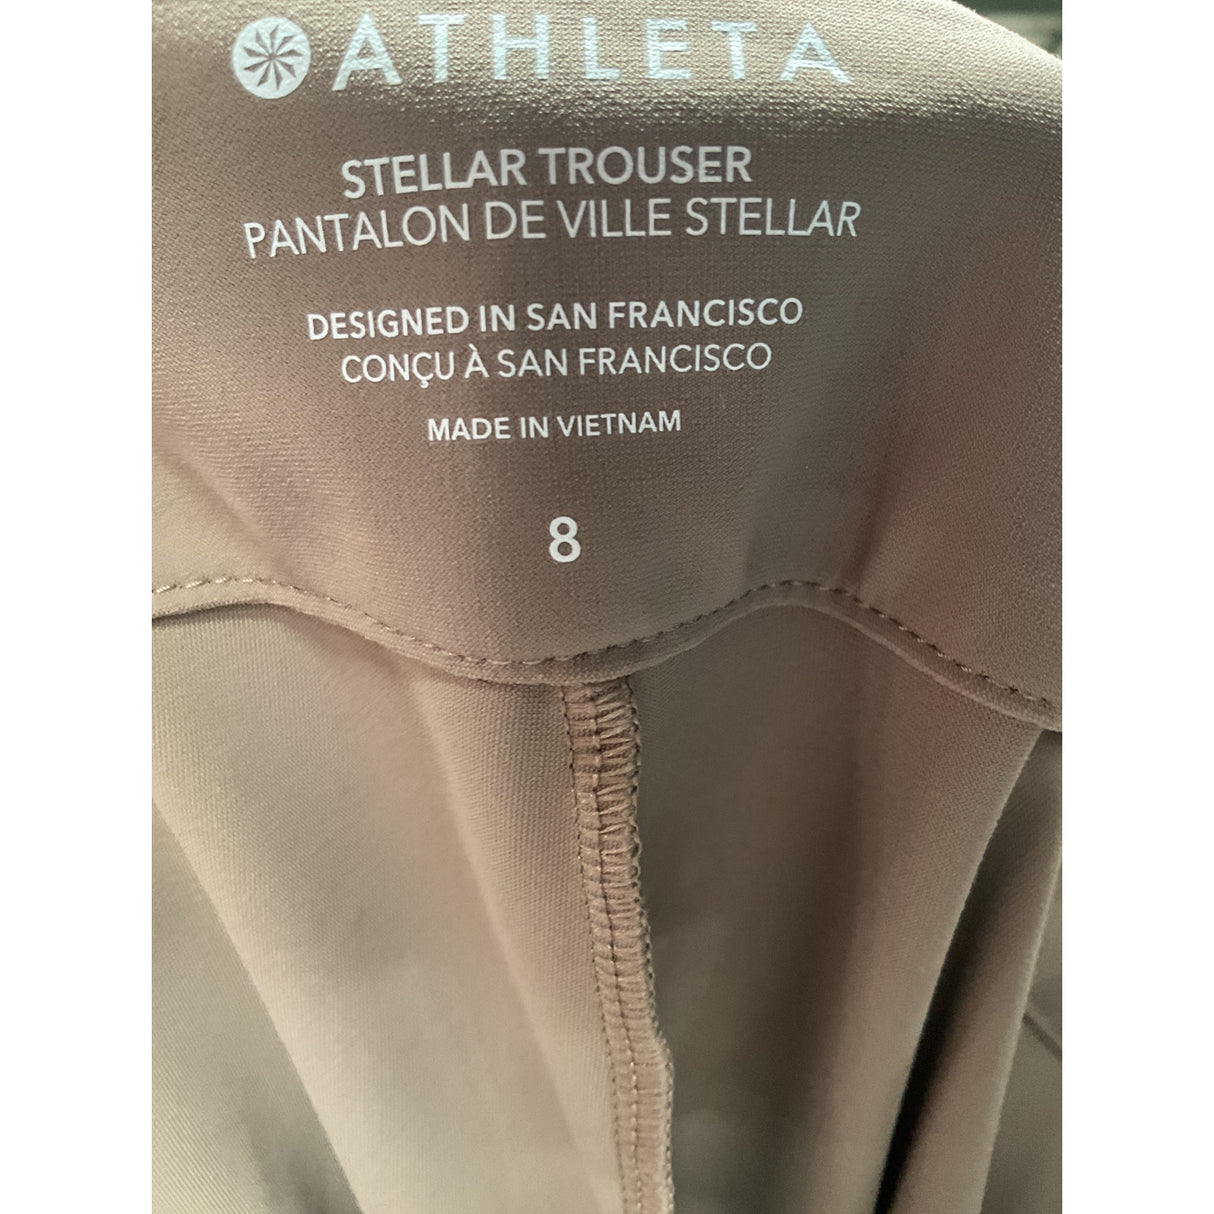 ATHLETA
STELLAR TROUSER
PANTALON DE VILLE STELLAR
DESIGNED IN SAN FRANCISCO
CONÇU À SAN FRANCISCO
MADE IN VIETNAM
8